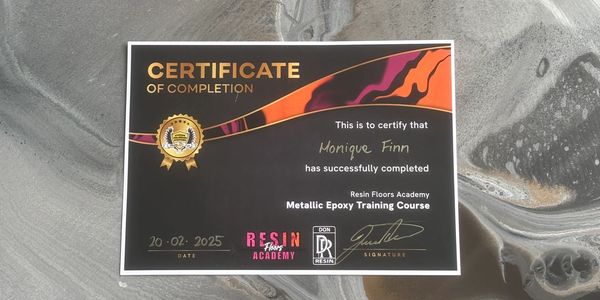 CERTIFICATE
OF COMPLETION
This is to certify that
Monique Finn
has successfully completed
Resin Floors Academy
Metallic Epoxy Training Course
20·02·2025
DATE
RESIN
Floors
ACADEMY
DON
DR
RESIN
SIGNATURE